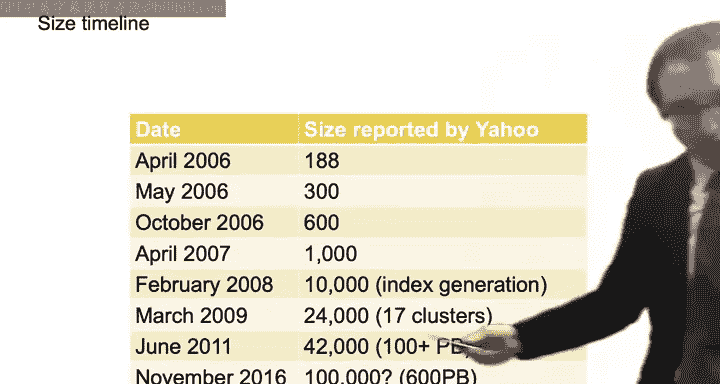 Size timeline
Date Size reported by Yahoo
April 2006 188
May 2006 300
October 2006 600
April 2007 1,000
February 2008 10,000 (index generation)
March 2009 24,000 (17 clusters)
June 2011 42,000 (100+ PB)
November 2016 100,000? (600PB)